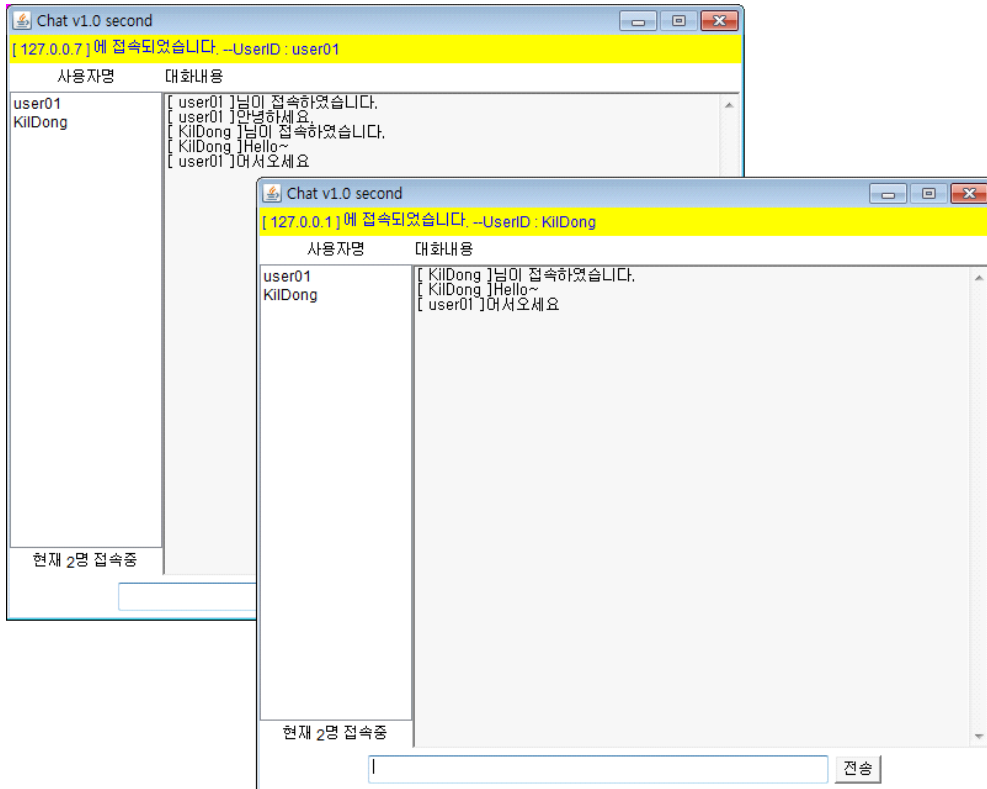 Chat v1.0 second
[ 127.0.0.7 ] 에 접속되었습니다. --UserID : user01
사용자명 대화내용
user01
KilDong
[ user01 ]님이 접속하였습니다.
[ user01 ]안녕하세요.
[ KilDong ]님이 접속하였습니다.
[ KilDong ]Hello~
[ user01 ]어서오세요
현재 2명 접속중
Chat v1.0 second
[ 127.0.0.1 ] 에 접속되었습니다. --UserID : KilDong
사용자명 대화내용
user01
KilDong
[ KilDong ]님이 접속하였습니다.
[ KilDong ]Hello~
[ user01 ]어서오세요
현재 2명 접속중
전송